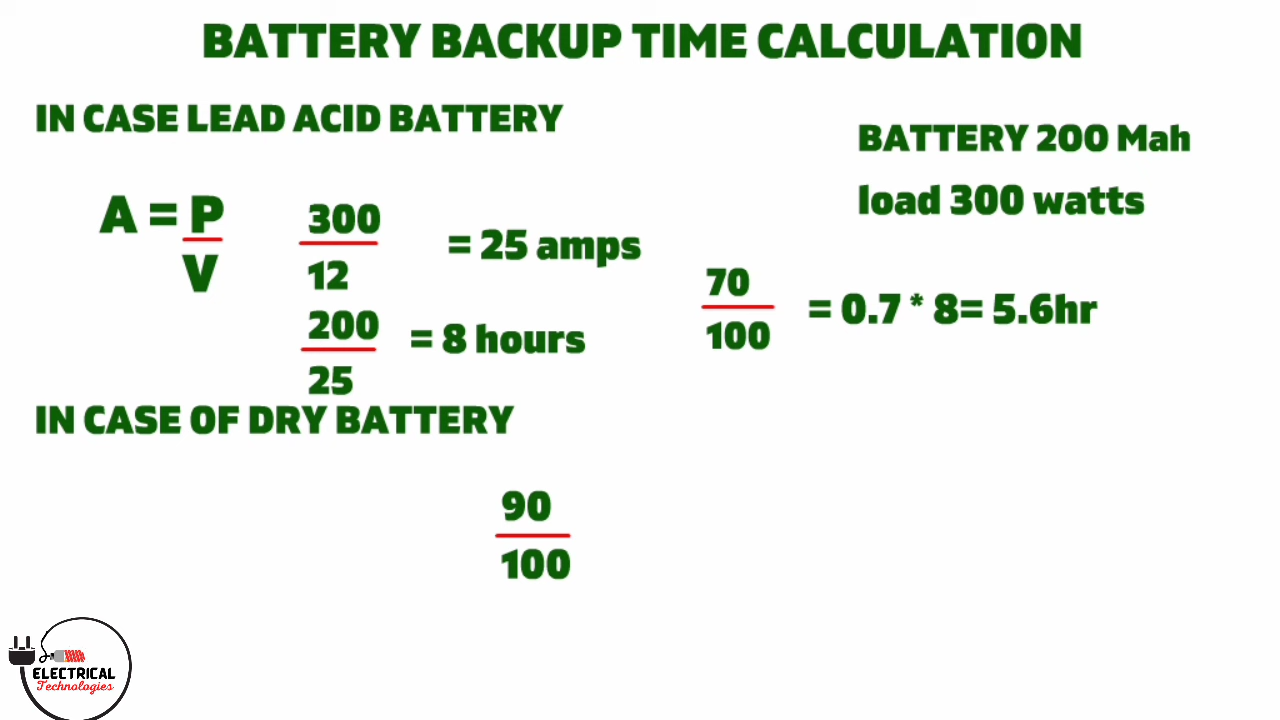 BATTERY BACKUP TIME CALCULATION
IN CASE LEAD ACID BATTERY
BATTERY 200 Mah
load 300 watts
A = P
V
300
12
= 25 amps
200
25
= 8 hours
70
100
= 0.7 * 8= 5.6hr
IN CASE OF DRY BATTERY
90
100
ELECTRICAL
Technologies